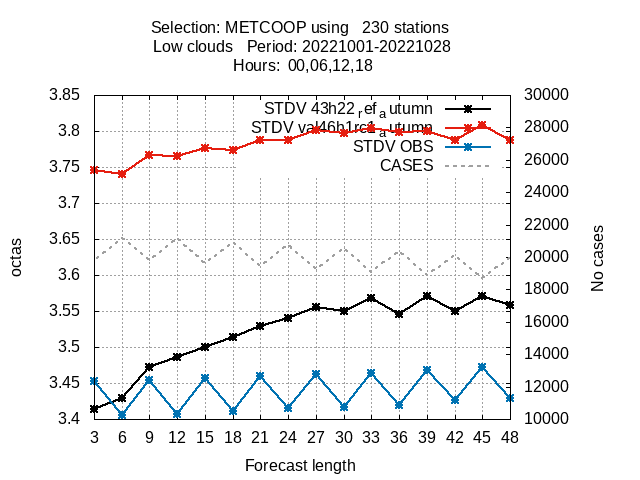 Selection: METCOOP using 230 stations
Low clouds Period: 20221001-20221028
Hours: 00,06,12,18
3.85
3.8
3.75
3.7
3.65
3.6
3.55
3.5
3.45
3.4
30000
28000
26000
24000
22000
20000
18000
16000
14000
12000
10000
octas
No cases
STDV 43h22 ref autumn
STDV val46h1rc1 autumn
STDV OBS
CASES
3 6 9 12 15 18 21 24 27 30 33 36 39 42 45 48
Forecast length